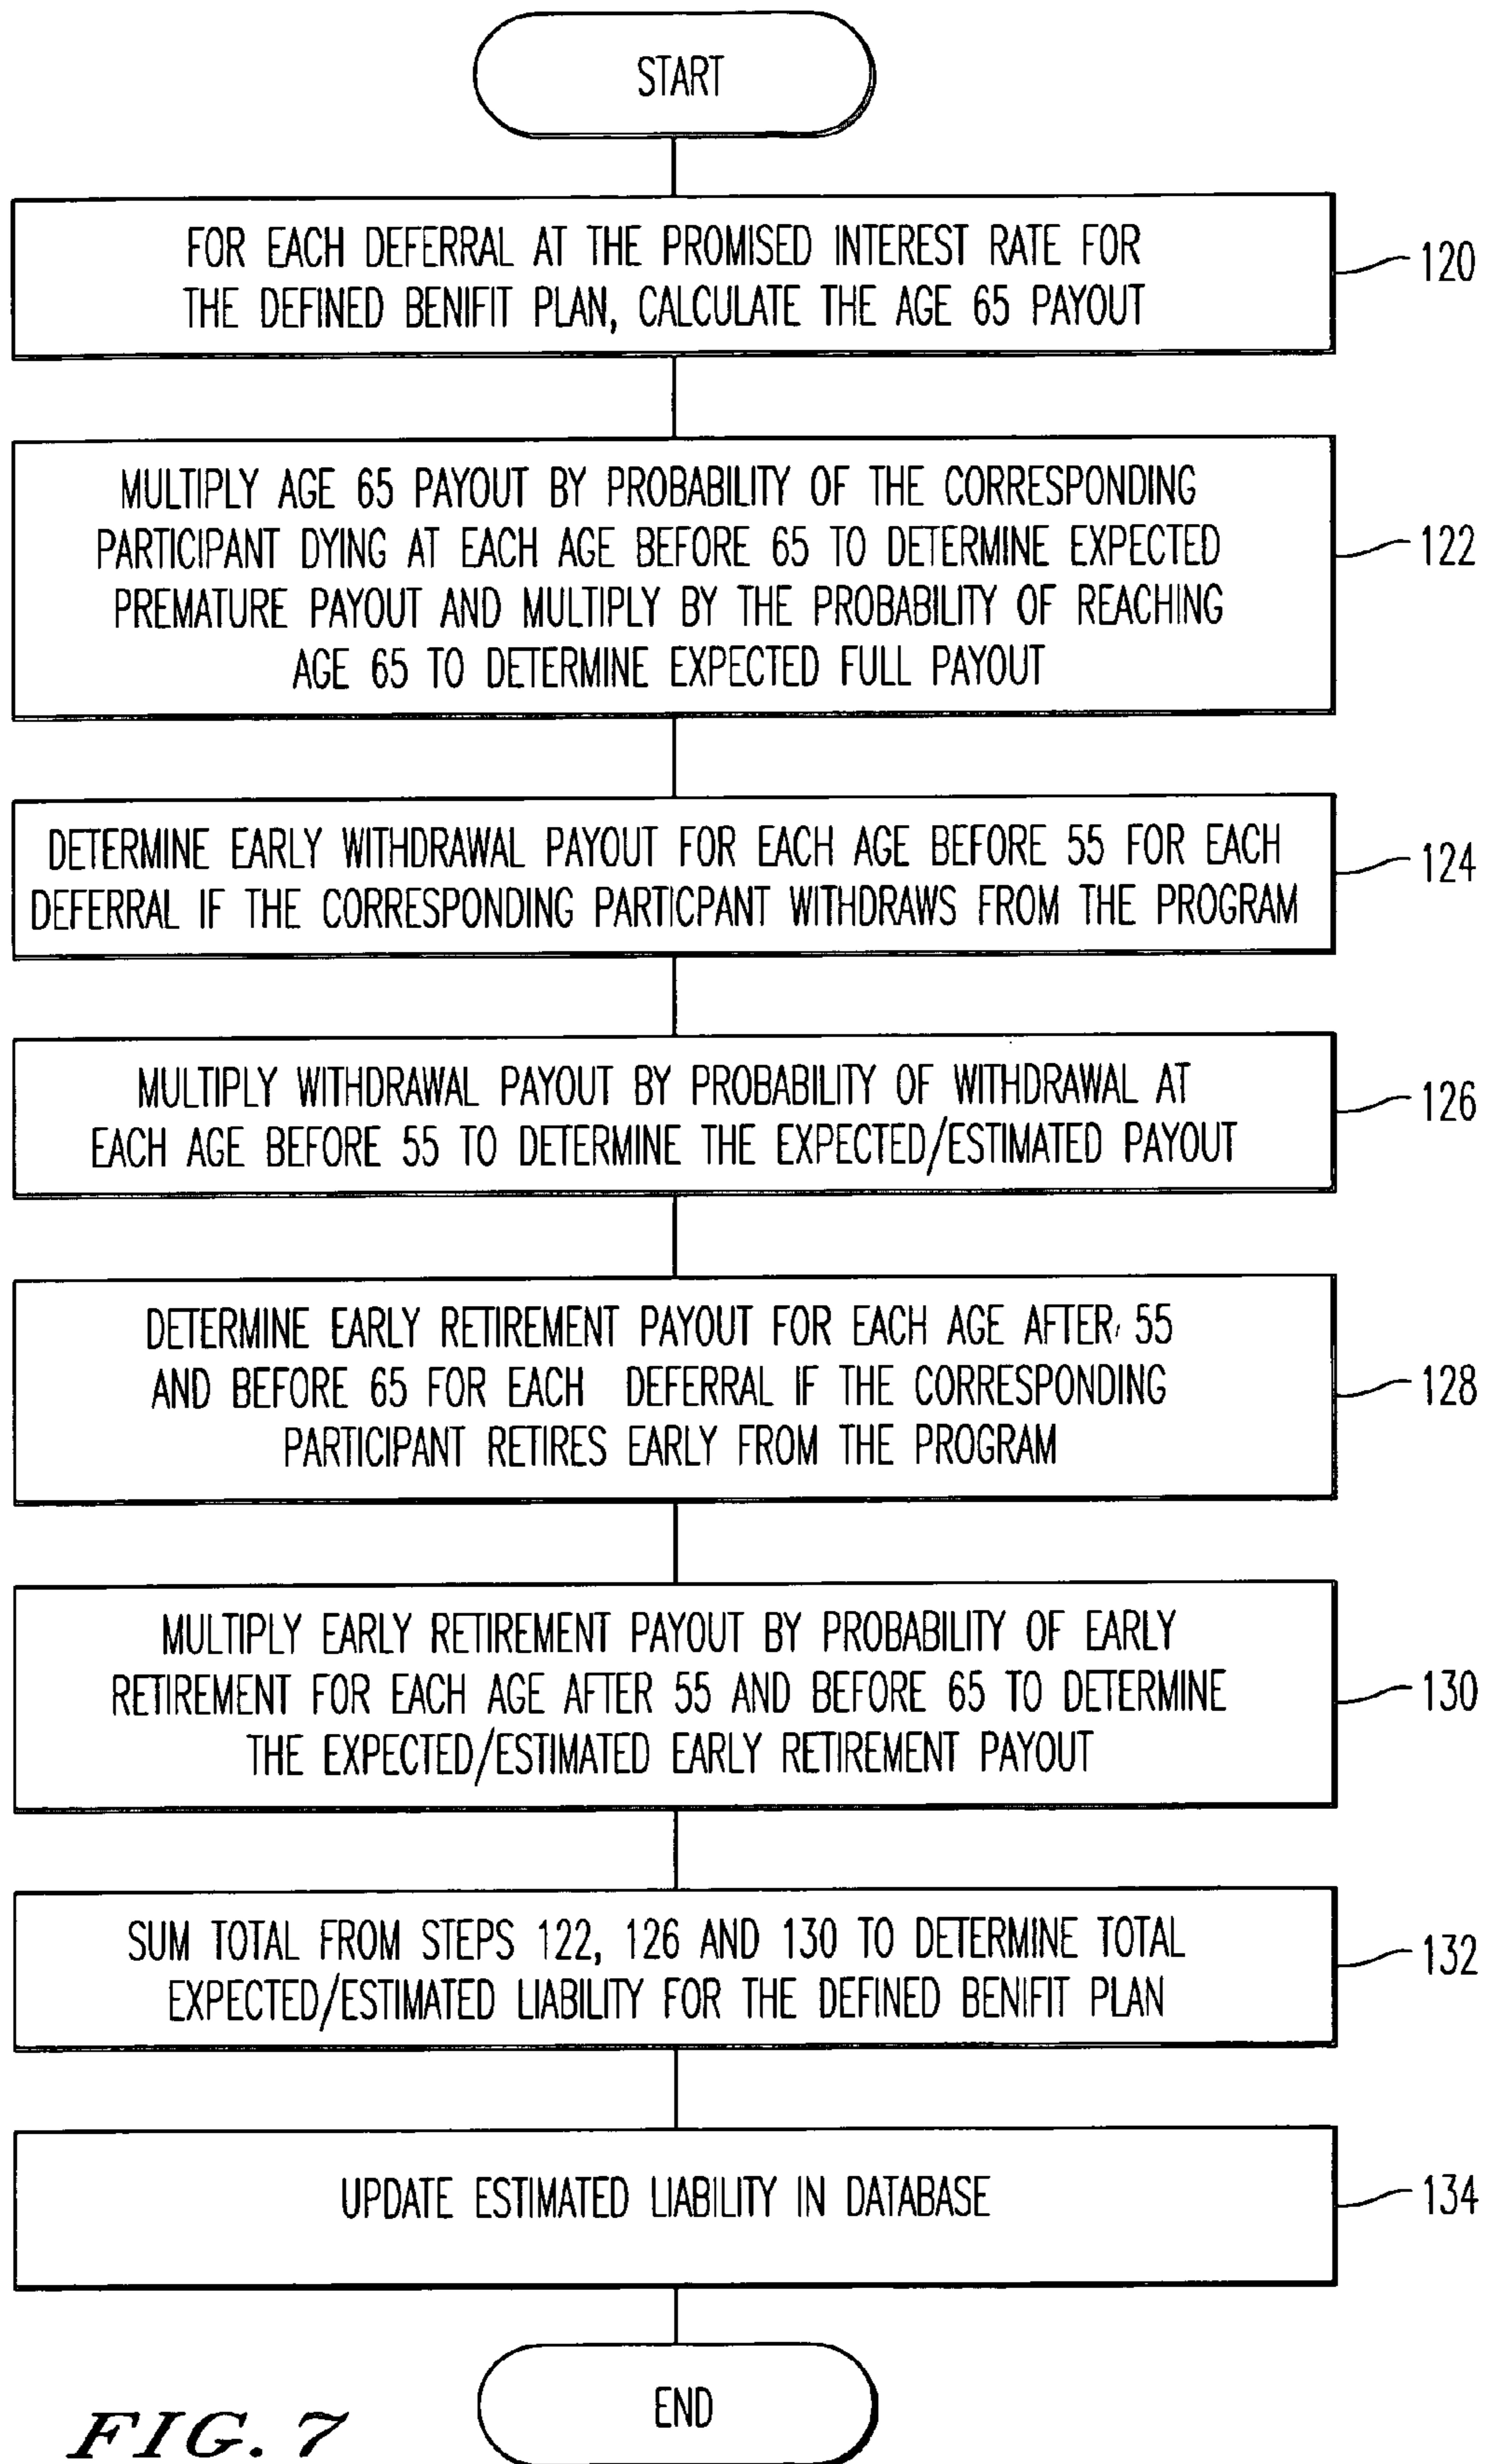 START
FOR EACH DEFERRAL AT THE PROMISED INTEREST RATE FOR
THE DEFINED BENIFIT PLAN, CALCULATE THE AGE 65 PAYOUT
120
MULTIPLY AGE 65 PAYOUT BY PROBABILITY OF THE CORRESPONDING
PARTICIPANT DYING AT EACH AGE BEFORE 65 TO DETERMINE EXPECTED
PREMATURE PAYOUT AND MULTIPLY BY THE PROBABILITY OF REACHING
AGE 65 TO DETERMINE EXPECTED FULL PAYOUT
122
DETERMINE EARLY WITHDRAWAL PAYOUT FOR EACH AGE BEFORE 55 FOR EACH
DEFERRAL IF THE CORRESPONDING PARTICPANT WITHDRAWS FROM THE PROGRAM
124
MULTIPLY WITHDRAWAL PAYOUT BY PROBABILITY OF WITHDRAWAL AT
EACH AGE BEFORE 55 TO DETERMINE THE EXPECTED/ESTIMATED PAYOUT
126
DETERMINE EARLY RETIREMENT PAYOUT FOR EACH AGE AFTER 55
AND BEFORE 65 FOR EACH DEFERRAL IF THE CORRESPONDING
PARTICIPANT RETIRES EARLY FROM THE PROGRAM
128
MULTIPLY EARLY RETIREMENT PAYOUT BY PROBABILITY OF EARLY
RETIREMENT FOR EACH AGE AFTER 55 AND BEFORE 65 TO DETERMINE
THE EXPECTED/ESTIMATED EARLY RETIREMENT PAYOUT
130
SUM TOTAL FROM STEPS 122, 126 AND 130 TO DETERMINE TOTAL
EXPECTED/ESTIMATED LIABILITY FOR THE DEFINED BENIFIT PLAN
132
UPDATE ESTIMATED LIABILITY IN DATABASE
134
END
FIG. 7